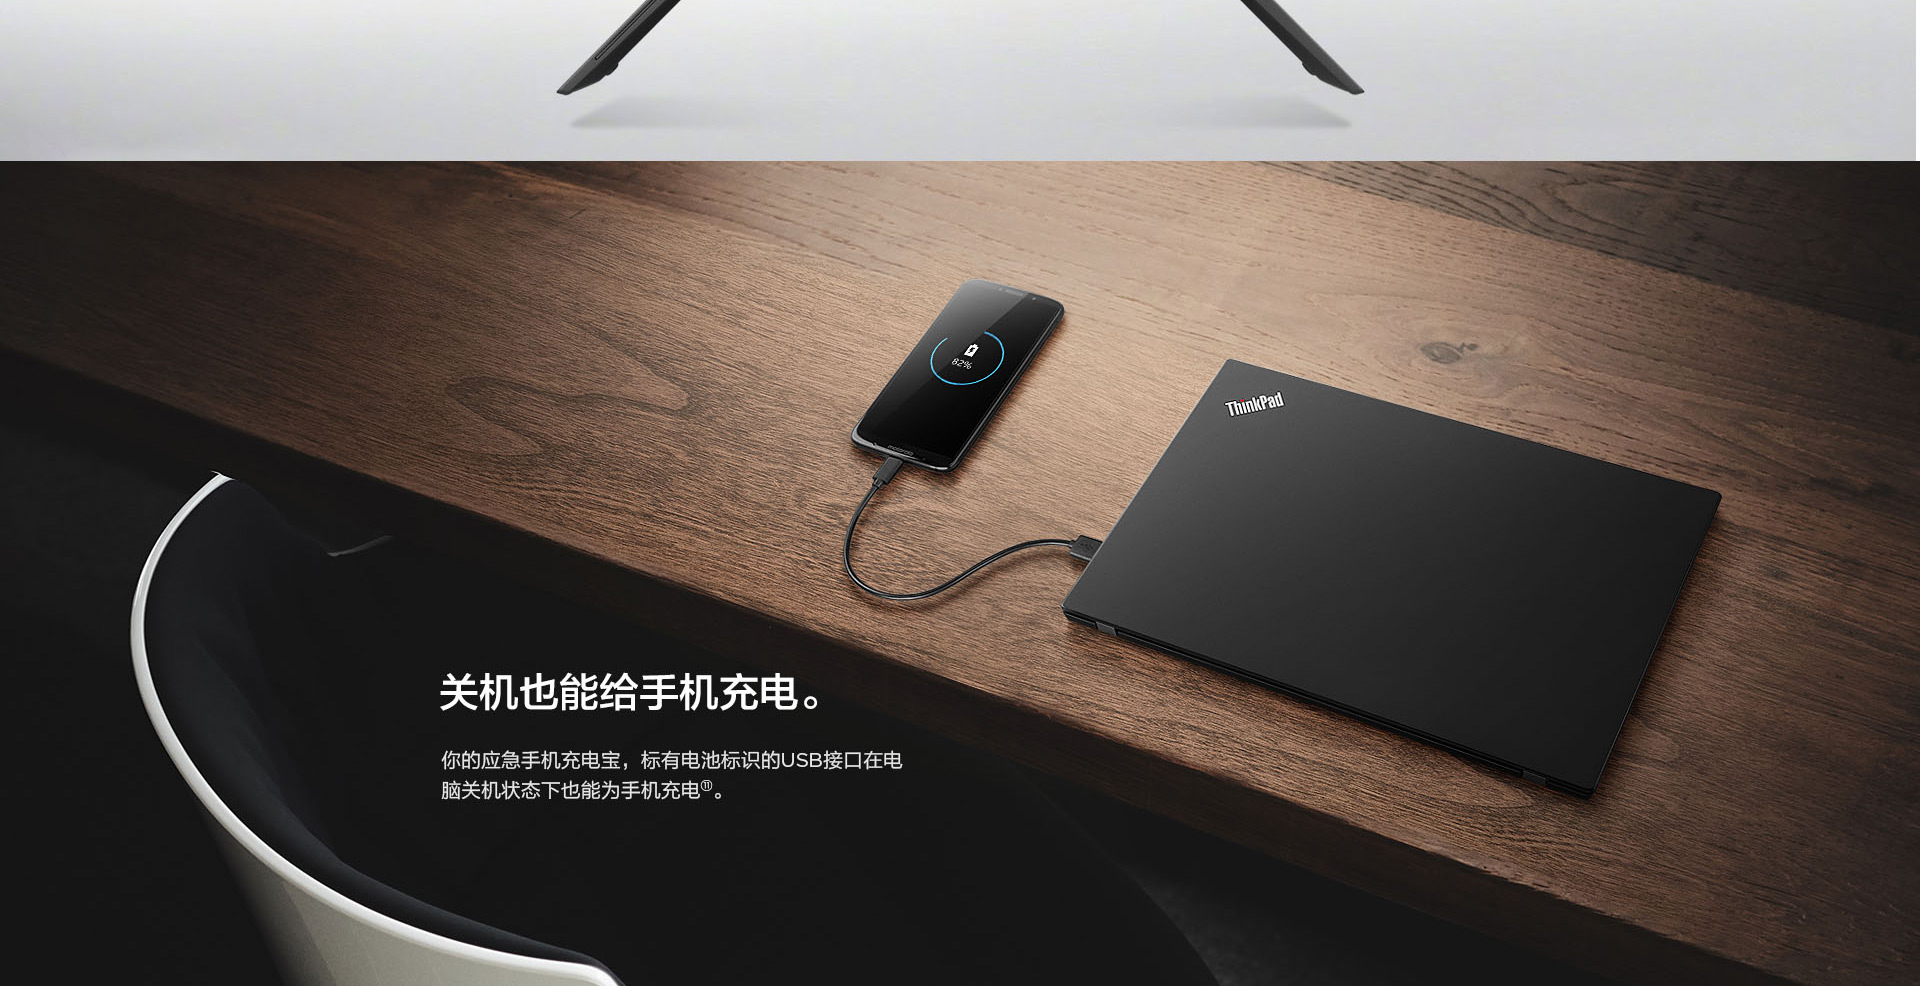 82%
ThinkPad
关机也能给手机充电。
你的应急手机充电宝，标有电池标识的USB接口在电
脑关机状态下也能为手机充电⑪。